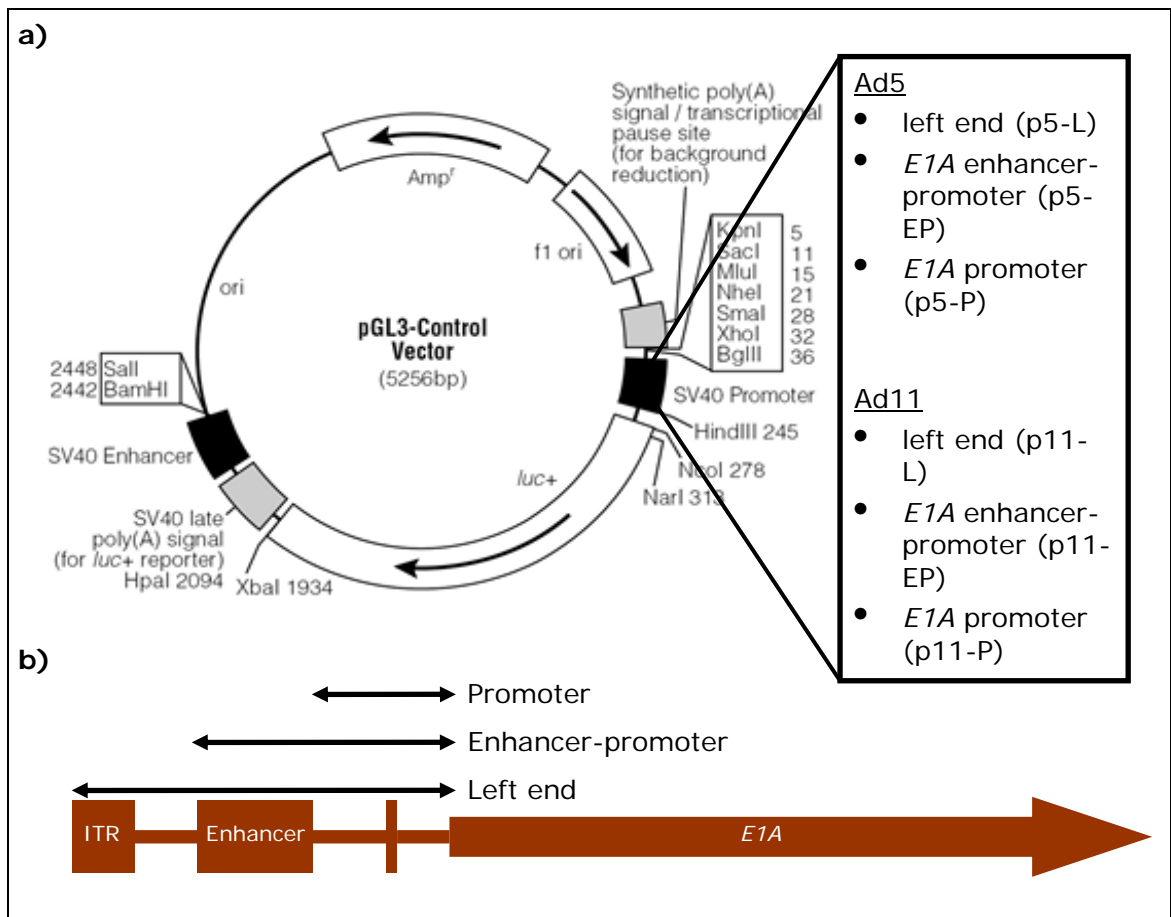 a)
Synthetic poly(A)
signal / transcriptional
pause site
(for background
reduction)
Ampʳ
f1 ori
ori
KpnI 5
SacI 11
MluI 15
NheI 21
SmaI 28
XhoI 32
BglII 36
pGL3-Control
Vector
(5256bp)
2448 SalI
2442 BamHI
SV40 Promoter
HindIII 245
NcoI 278
NarI 313
SV40 Enhancer
luc+
SV40 late
poly(A) signal
(for luc+ reporter)
HpaI 2094
XbaI 1934
Ad5
• left end (p5-L)
• E1A enhancer-
promoter (p5-
EP)
• E1A promoter
(p5-P)
Ad11
• left end (p11-
L)
• E1A enhancer-
promoter (p11-
EP)
• E1A promoter
(p11-P)
b)
Promoter
Enhancer-promoter
Left end
ITR
Enhancer
E1A